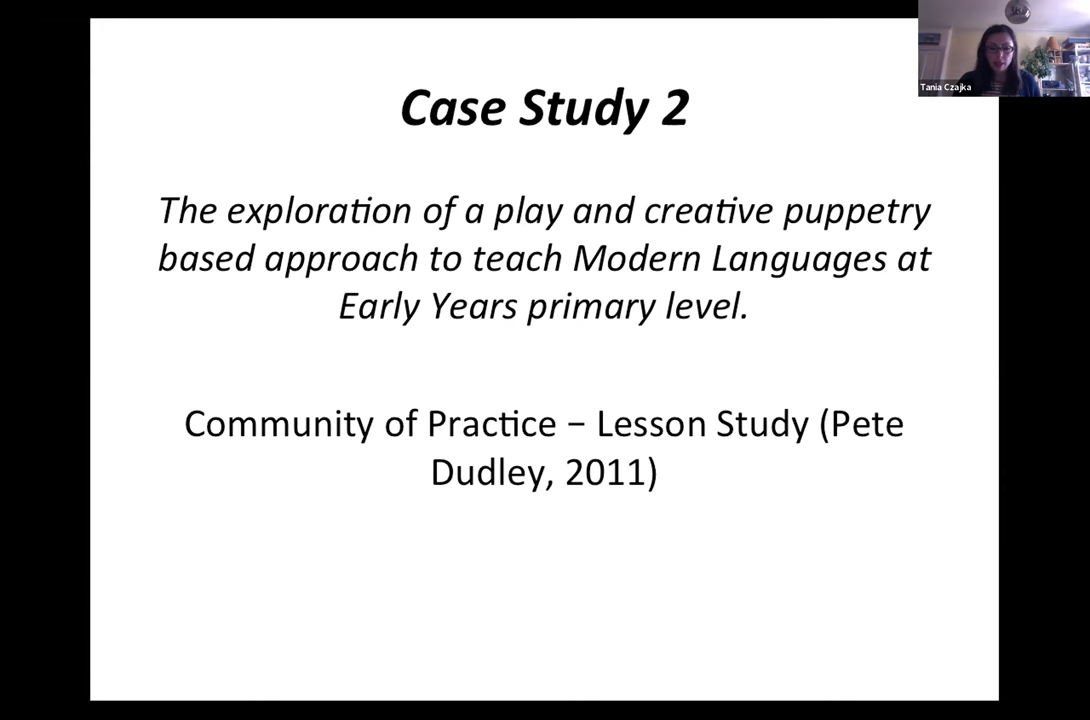 Case Study 2
The exploration of a play and creative puppetry
based approach to teach Modern Languages at
Early Years primary level.
Community of Practice – Lesson Study (Pete
Dudley, 2011)
Tania Czajka